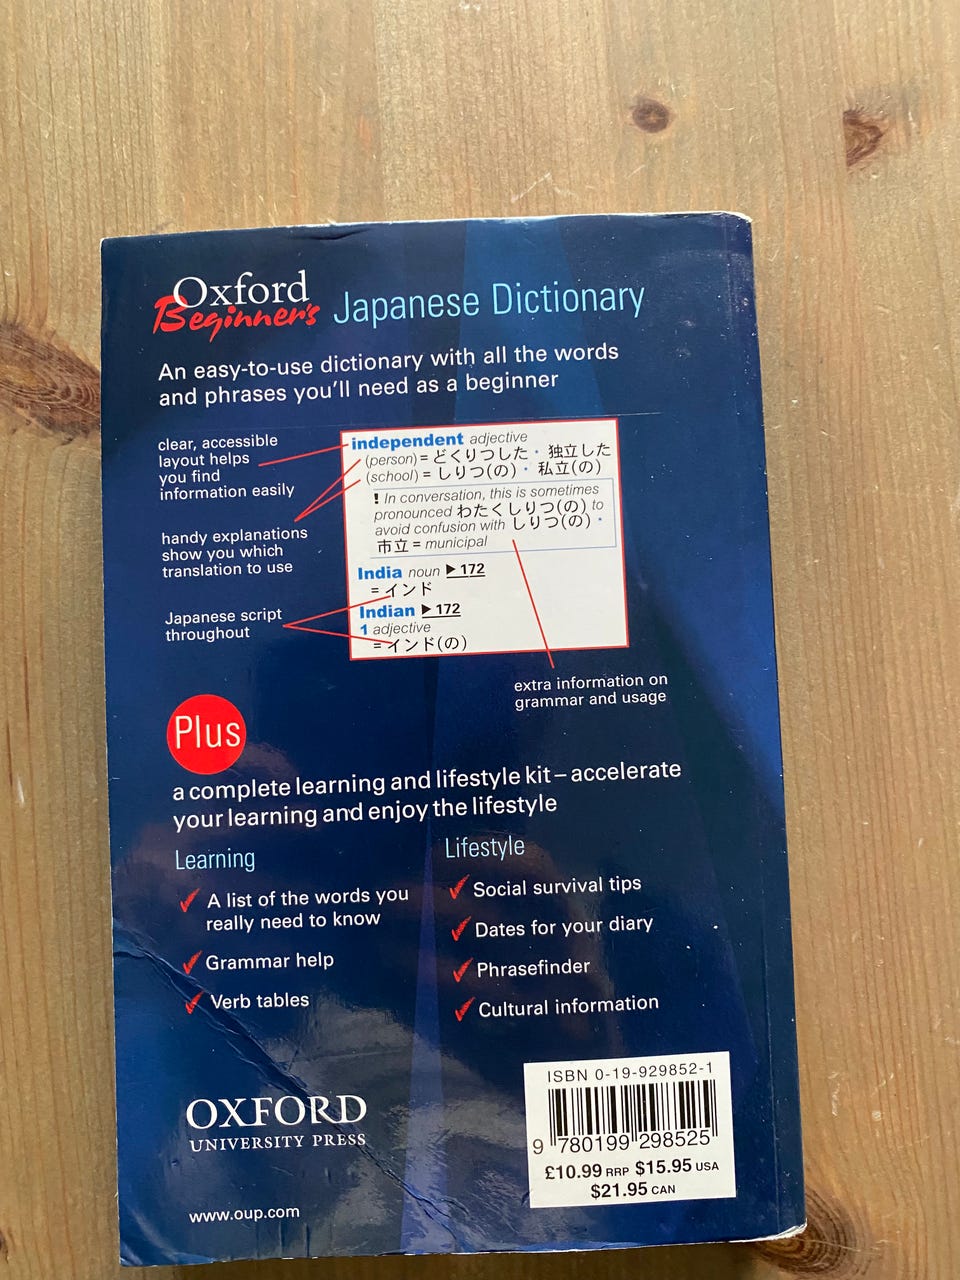 Oxford
Beginner's Japanese Dictionary
An easy-to-use dictionary with all the words
and phrases you'll need as a beginner
clear, accessible
layout helps
you find
information easily
handy explanations
show you which
translation to use
Japanese script
throughout
independent adjective
(person) = どくりつした・ 独立した
(school) = しりつ(の)・ 私立(の)
! In conversation, this is sometimes
pronounced わたくしりつ(の) to
avoid confusion with しりつ(の)・
市立 = municipal
India noun ▶172
= インド
Indian ▶172
1 adjective
= インド(の)
extra information on
grammar and usage
Plus
a complete learning and lifestyle kit – accelerate
your learning and enjoy the lifestyle
Learning
A list of the words you
really need to know
Grammar help
Verb tables
Lifestyle
Social survival tips
Dates for your diary
Phrasefinder
Cultural information
OXFORD
UNIVERSITY PRESS
www.oup.com
ISBN 0-19-929852-1
9 780199 298525
£10.99 RRP $15.95 USA
$21.95 CAN